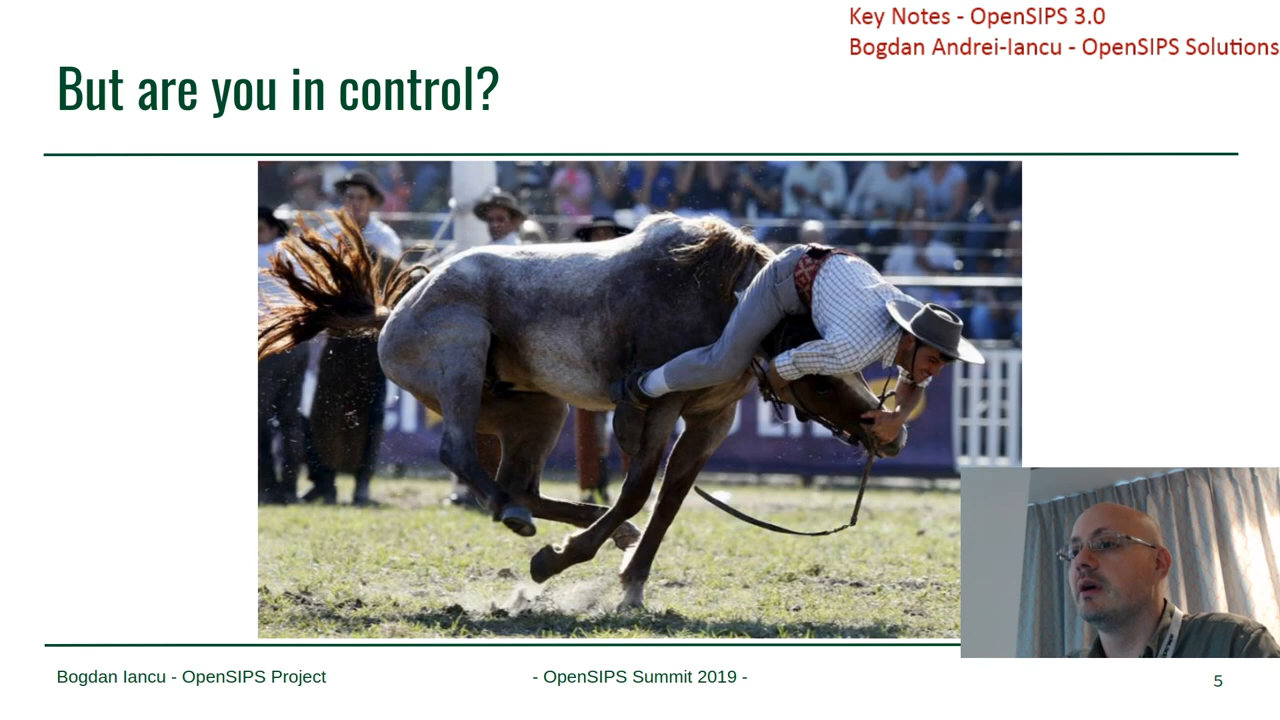 Key Notes - OpenSIPS 3.0
Bogdan Andrei-Iancu - OpenSIPS Solutions
But are you in control?
Bogdan Iancu - OpenSIPS Project
- OpenSIPS Summit 2019 -
5